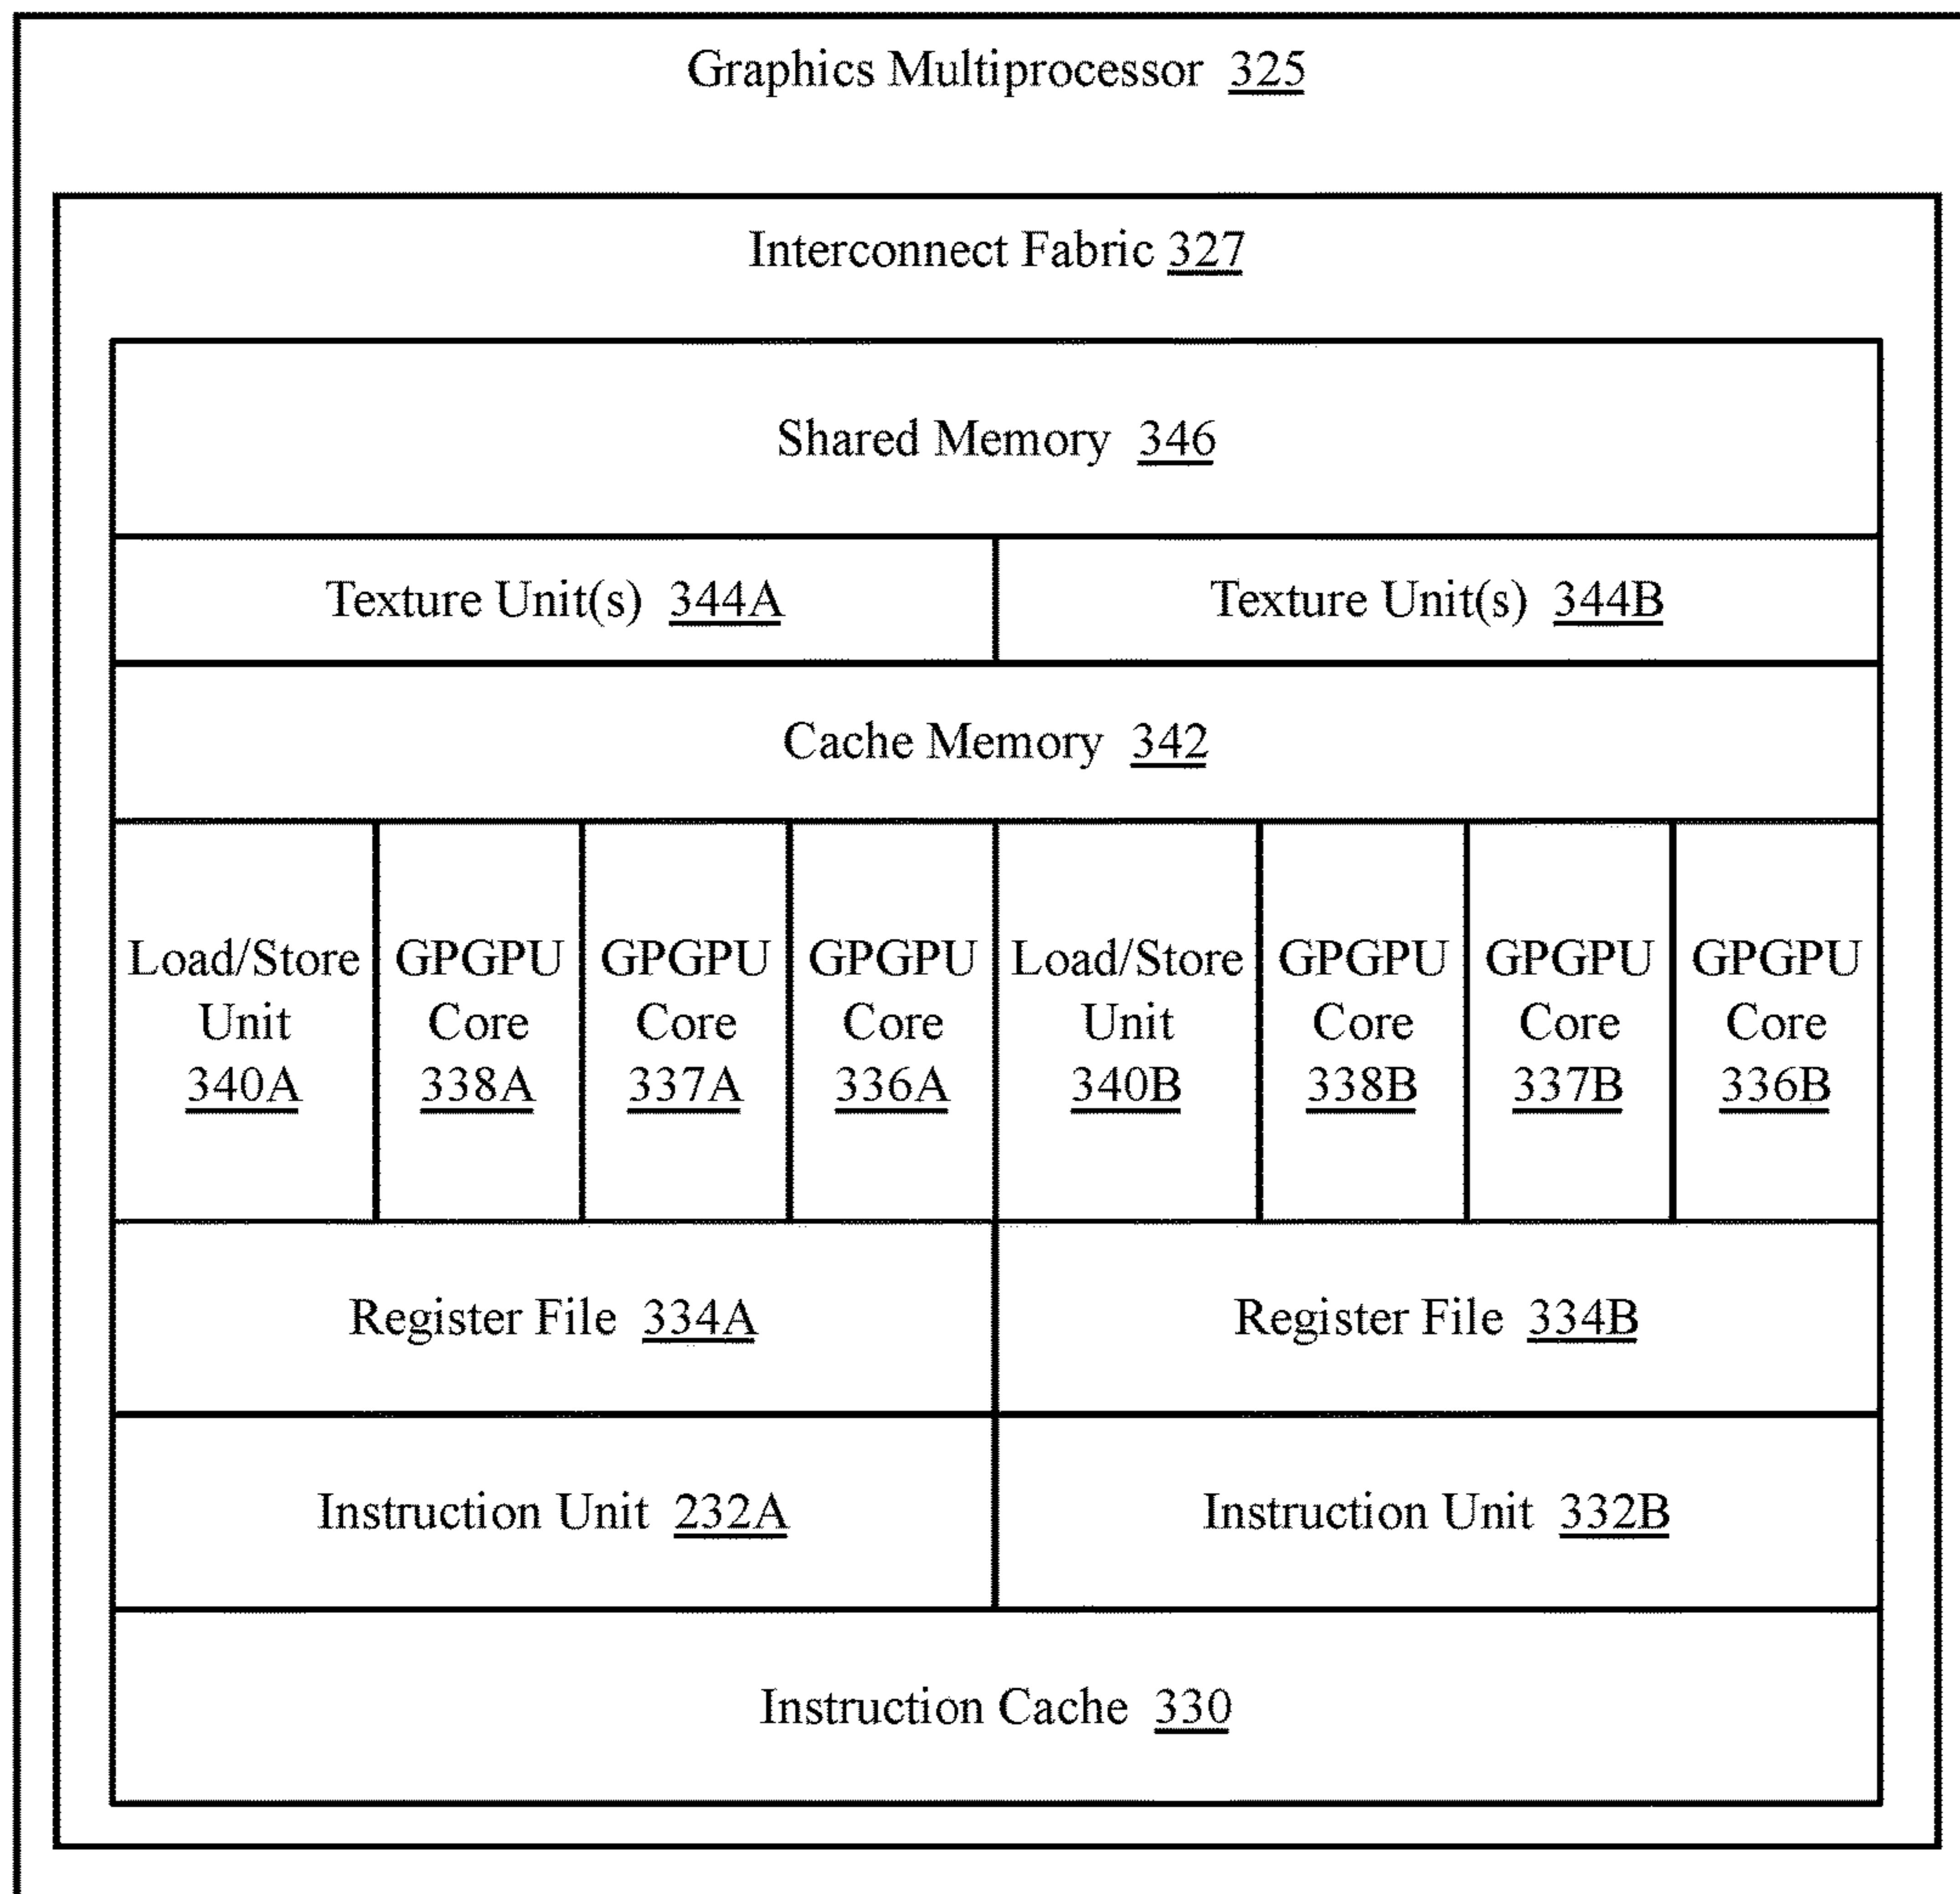 Graphics Multiprocessor 325
Interconnect Fabric 327
Shared Memory 346
Texture Unit(s) 344A
Texture Unit(s) 344B
Cache Memory 342
Load/Store
Unit
340A
GPGPU
Core
338A
GPGPU
Core
337A
GPGPU
Core
336A
Load/Store
Unit
340B
GPGPU
Core
338B
GPGPU
Core
337B
GPGPU
Core
336B
Register File 334A
Register File 334B
Instruction Unit 232A
Instruction Unit 332B
Instruction Cache 330